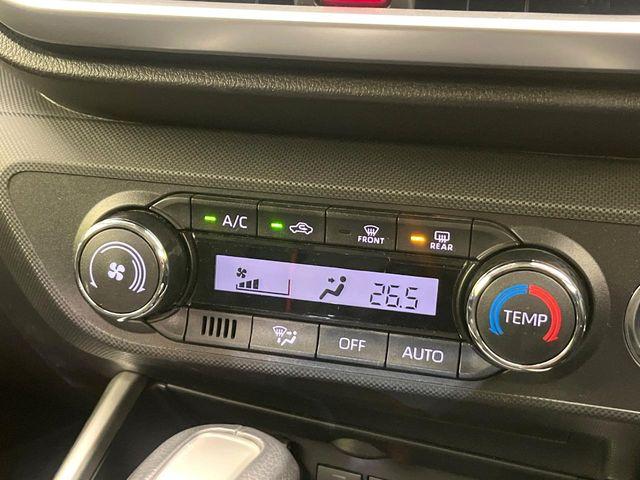 A/C
FRONT
REAR
26.5
TEMP
OFF
AUTO